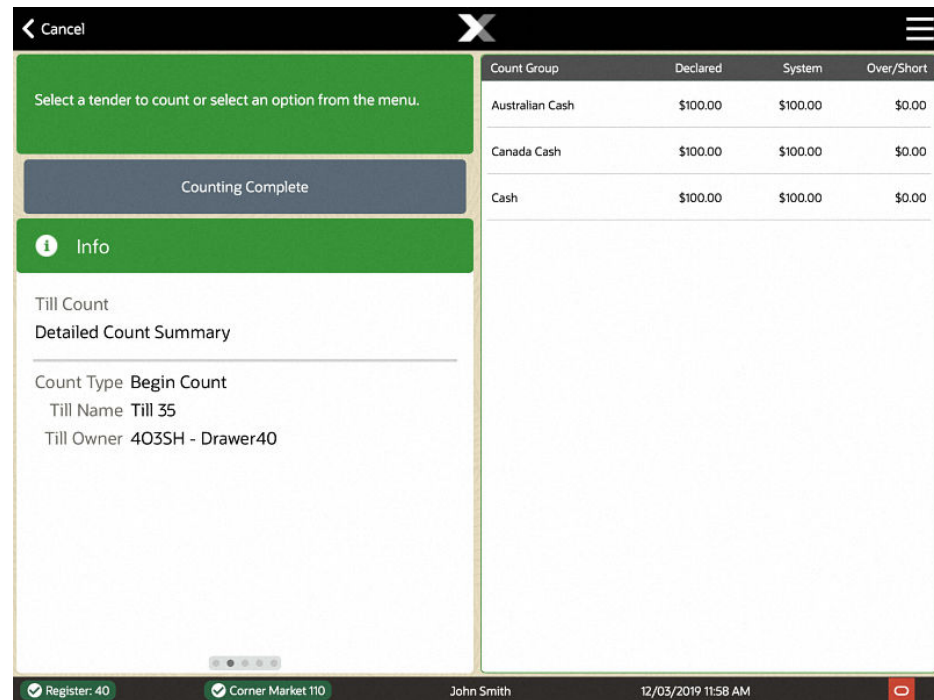 Cancel
Select a tender to count or select an option from the menu.
Counting Complete
Info
Till Count
Detailed Count Summary
Count Type Begin Count
Till Name Till 35
Till Owner 4O3SH - Drawer40
Count Group Declared System Over/Short
Australian Cash $100.00 $100.00 $0.00
Canada Cash $100.00 $100.00 $0.00
Cash $100.00 $100.00 $0.00
Register: 40 Corner Market 110 John Smith 12/03/2019 11:58 AM